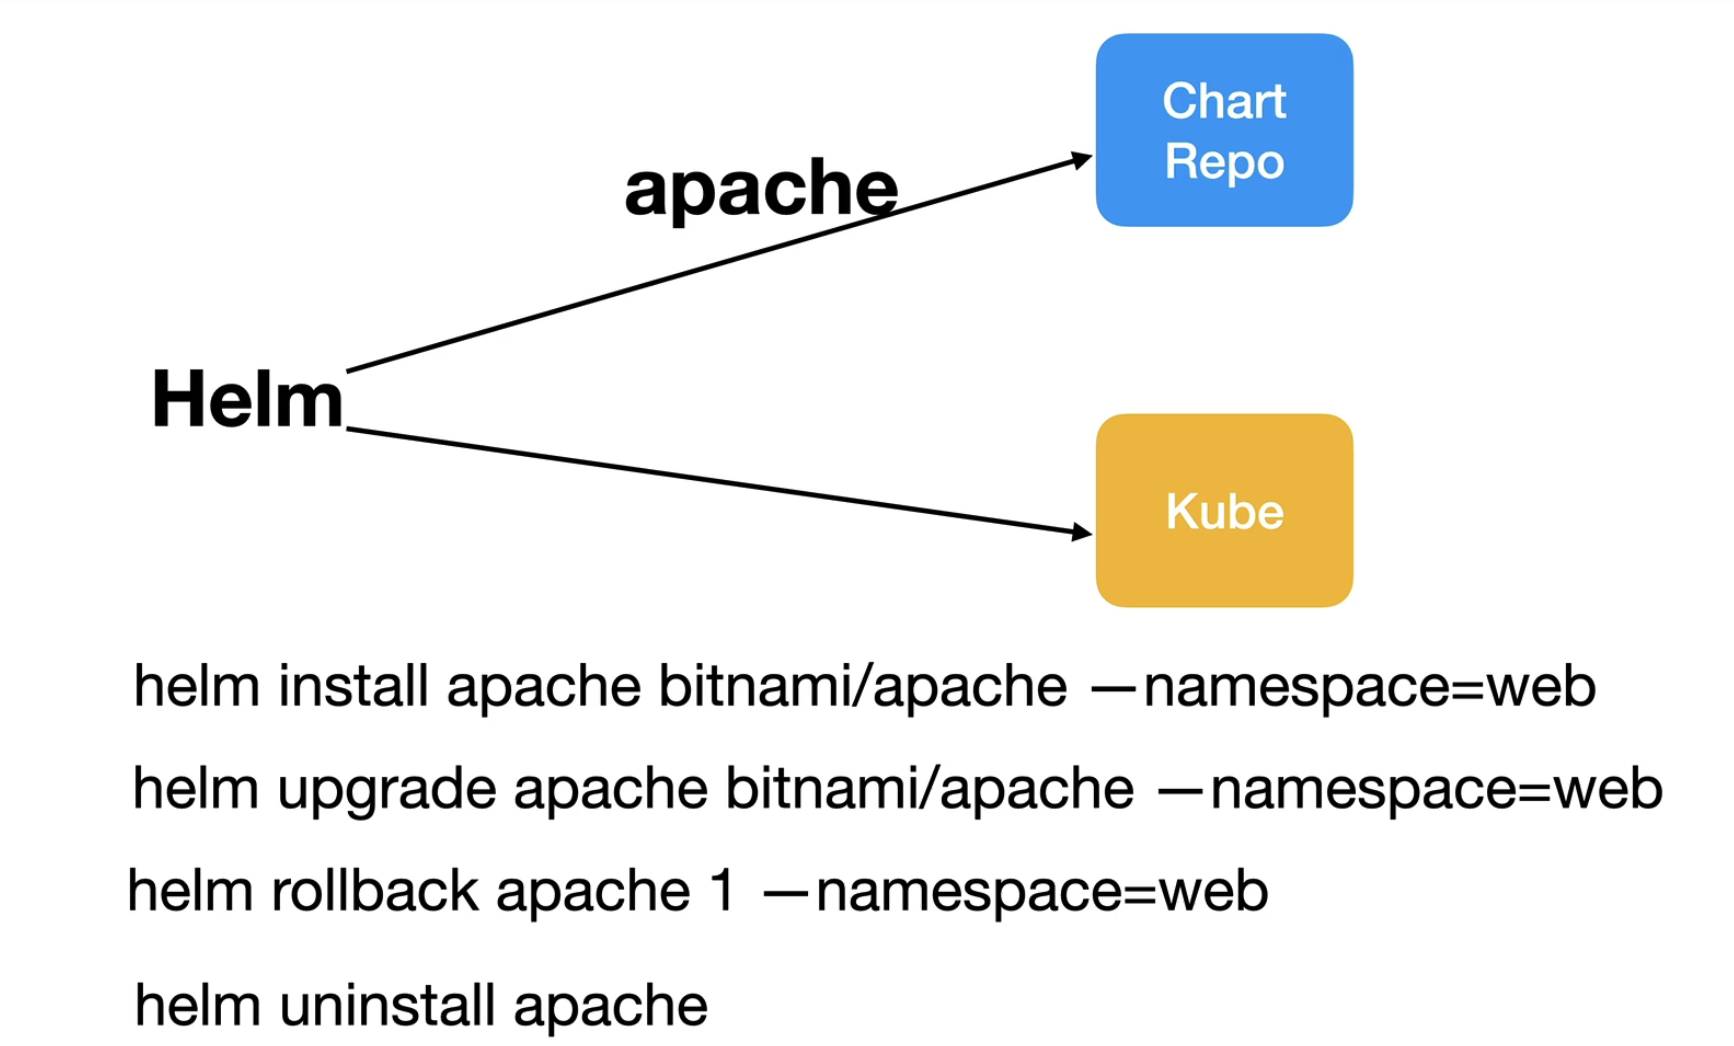 Chart
Repo
apache
Helm
Kube
helm install apache bitnami/apache —namespace=web
helm upgrade apache bitnami/apache —namespace=web
helm rollback apache 1 —namespace=web
helm uninstall apache